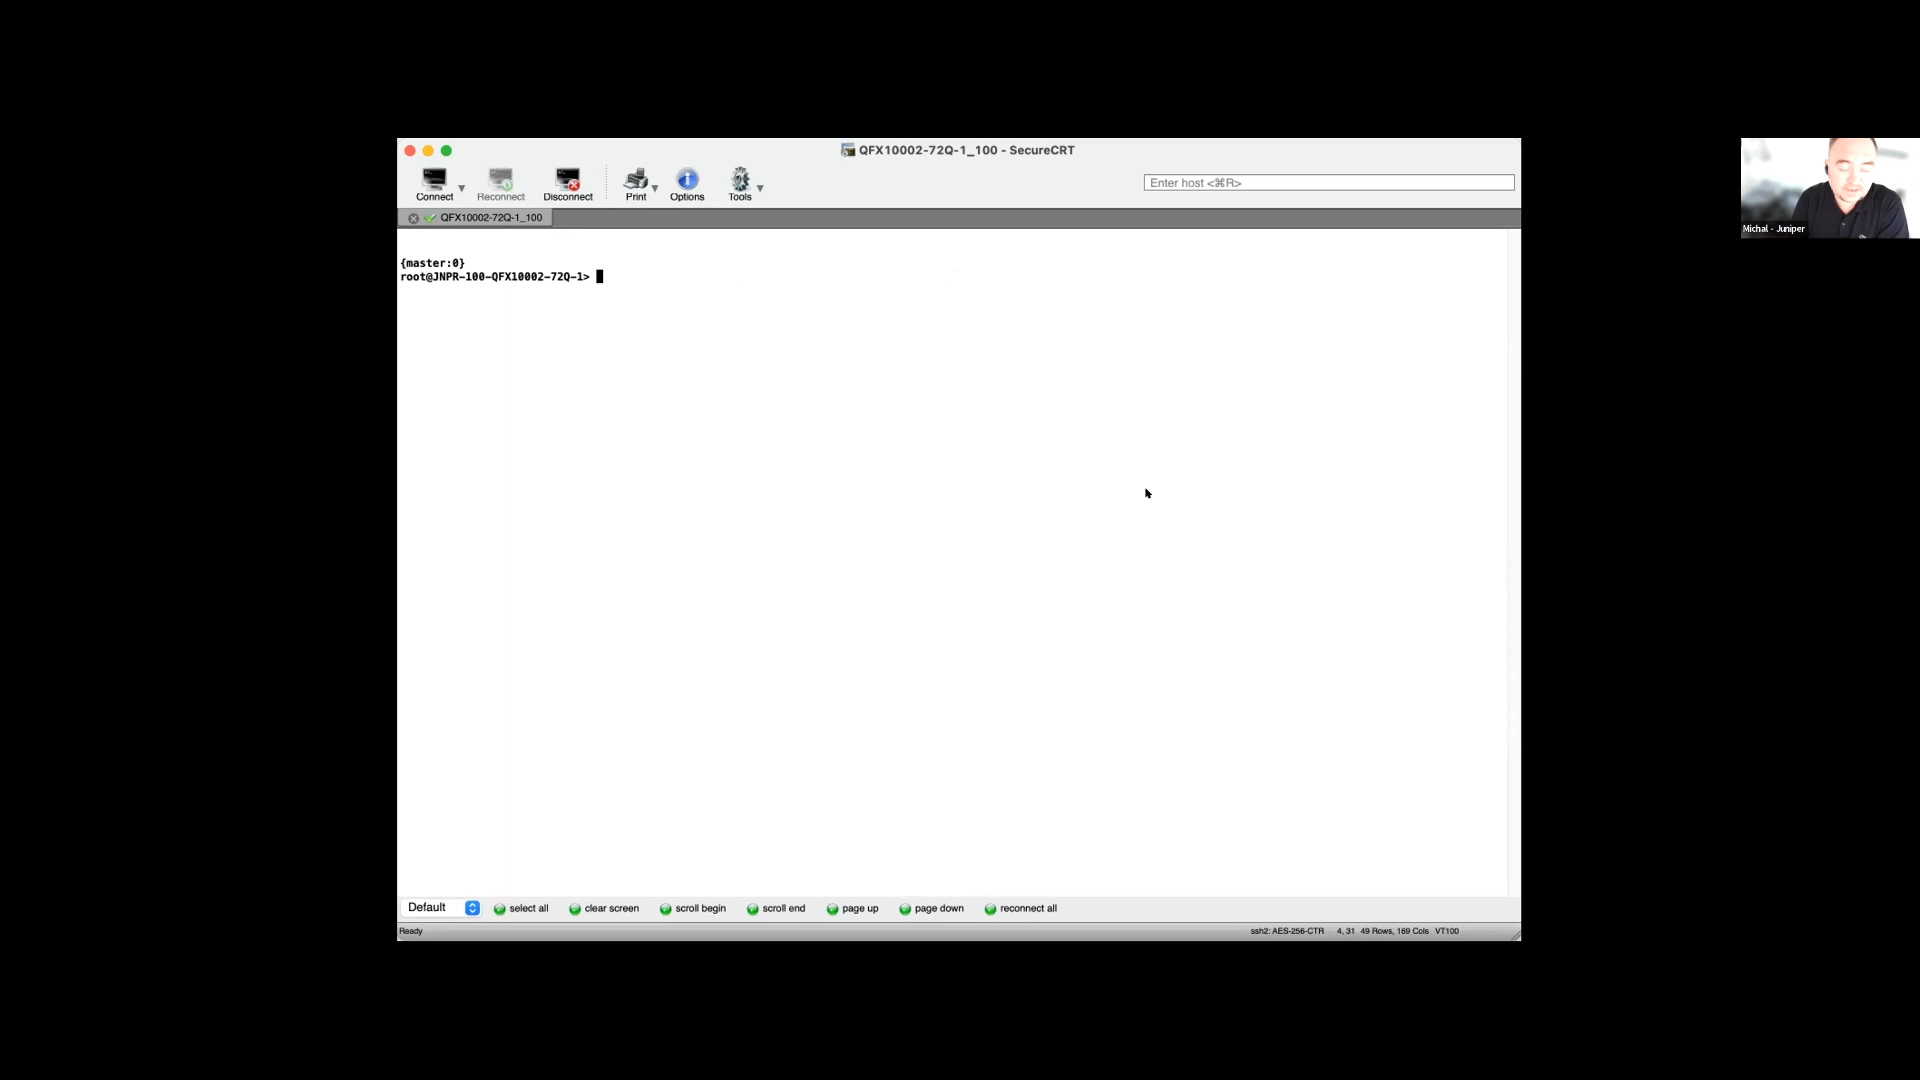 QFX10002-72Q-1_100 - SecureCRT
Connect
Reconnect
Disconnect
Print
Options
Tools
Enter host <⌘R>
QFX10002-72Q-1_100
Michal - Juniper
{master:0}
root@JNPR-100-QFX10002-72Q-1>
Default
select all
clear screen
scroll begin
scroll end
page up
page down
reconnect all
Ready
ssh2: AES-256-CTR 4, 31 49 Rows, 169 Cols VT100